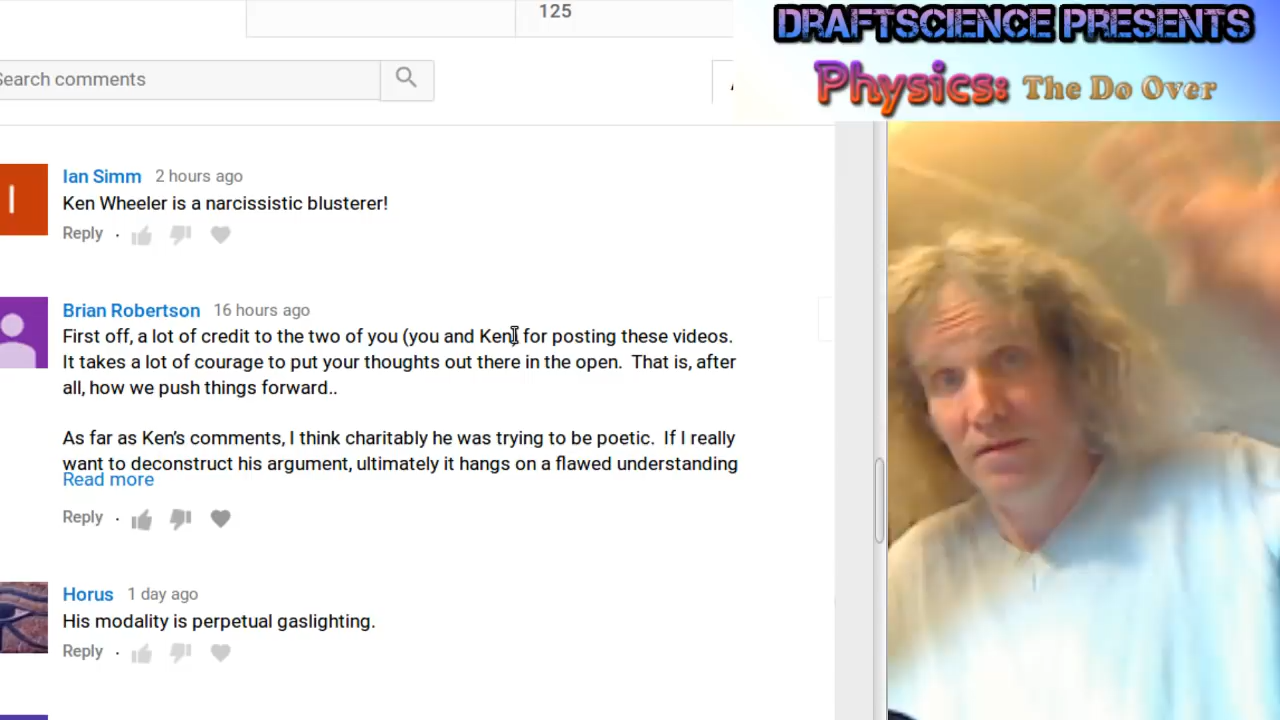 125
DRAFTSCIENCE PRESENTS
Physics: The Do Over
Search comments
I
Ian Simm 2 hours ago
Ken Wheeler is a narcissistic blusterer!
Reply ·
Brian Robertson 16 hours ago
First off, a lot of credit to the two of you (you and Ken) for posting these videos.
It takes a lot of courage to put your thoughts out there in the open. That is, after
all, how we push things forward..
As far as Ken's comments, I think charitably he was trying to be poetic. If I really
want to deconstruct his argument, ultimately it hangs on a flawed understanding
Read more
Reply ·
Horus 1 day ago
His modality is perpetual gaslighting.
Reply ·